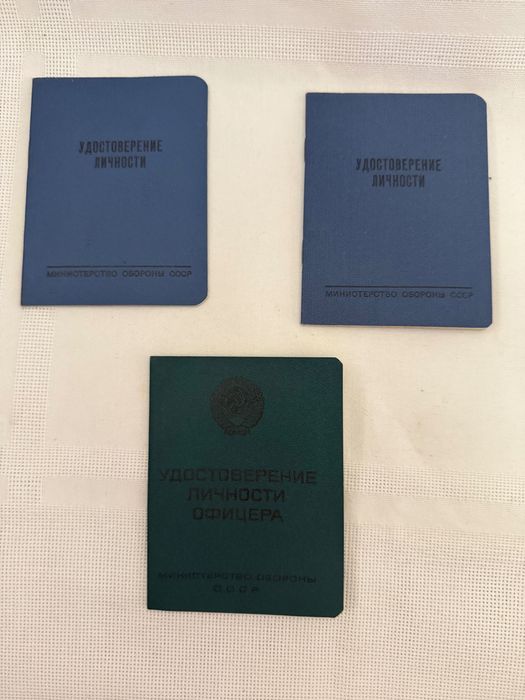 УДОСТОВЕРЕНИЕ
ЛИЧНОСТИ
МИНИСТЕРСТВО ОБОРОНЫ СССР
УДОСТОВЕРЕНИЕ
ЛИЧНОСТИ
МИНИСТЕРСТВО ОБОРОНЫ СССР
УДОСТОВЕРЕНИЕ
ЛИЧНОСТИ
ОФИЦЕРА
МИНИСТЕРСТВО ОБОРОНЫ
СССР